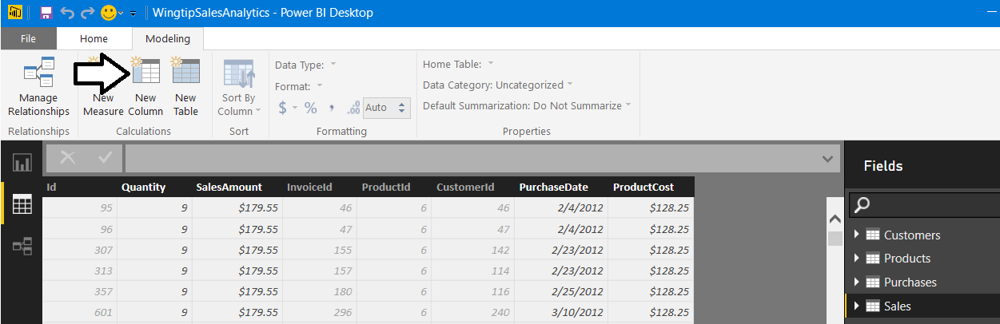 WingtipSalesAnalytics - Power BI Desktop
File Home Modeling
Manage Relationships
New Measure
New Column
New Table
Sort By Column
Data Type:
Format:
$ % , .00 Auto
Home Table:
Data Category: Uncategorized
Default Summarization: Do Not Summarize
Relationships Calculations Sort Formatting Properties
Fields
Id Quantity SalesAmount InvoiceId ProductId CustomerId PurchaseDate ProductCost
95 9 $179.55 46 6 46 2/4/2012 $128.25
96 9 $179.55 47 6 47 2/4/2012 $128.25
307 9 $179.55 155 6 142 2/23/2012 $128.25
313 9 $179.55 157 6 114 2/23/2012 $128.25
357 9 $179.55 180 6 116 2/25/2012 $128.25
601 9 $179.55 296 6 240 3/10/2012 $128.25
Customers
Products
Purchases
Sales